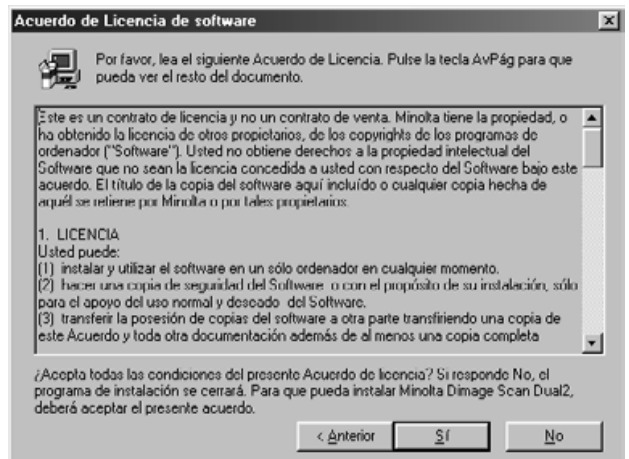 Acuerdo de Licencia de software
Por favor, lea el siguiente Acuerdo de Licencia. Pulse la tecla AvPág para que
pueda ver el resto del documento.
Este es un contrato de licencia y no un contrato de venta. Minolta tiene la propiedad, o
ha obtenido la licencia de otros propietarios, de los copyrights de los programas de
ordenador ("Software"). Usted no obtiene derechos a la propiedad intelectual del
Software que no sean la licencia concedida a usted con respecto del Software bajo este
acuerdo. El título de la copia del software aquí incluído o cualquier copia hecha de
aquél se retiene por Minolta o por tales propietarios.
1. LICENCIA
Usted puede:
(1) instalar y utilizar el software en un sólo ordenador en cualquier momento.
(2) hacer una copia de seguridad del Software o con el propósito de su instalación, sólo
para el apoyo del uso normal y deseado del Software.
(3) transferir la posesión de copias del software a otra parte transfiriendo una copia de
este Acuerdo y toda otra documentación además de al menos una copia completa
¿Acepta todas las condiciones del presente Acuerdo de licencia? Si responde No, el
programa de instalación se cerrará. Para que pueda instalar Minolta Dimage Scan Dual2,
deberá aceptar el presente acuerdo.
< Anterior
Sí
No